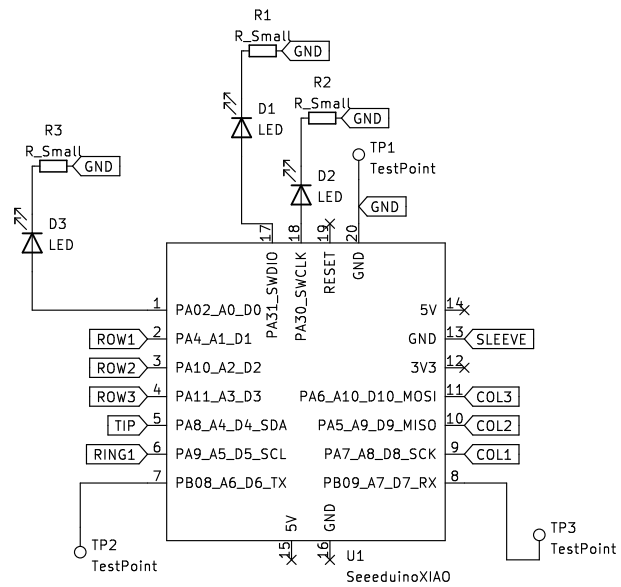 R1
R_Small
GND
R2
R_Small
GND
D1
LED
TP1
TestPoint
R3
R_Small
GND
D2
LED
GND
D3
LED
17
18
19
20
PA31_SWDIO
PA30_SWCLK
RESET
GND
1
PA02_A0_D0
5V
14
ROW1
2
PA4_A1_D1
GND
13
SLEEVE
ROW2
3
PA10_A2_D2
3V3
12
ROW3
4
PA11_A3_D3
PA6_A10_D10_MOSI
11
COL3
TIP
5
PA8_A4_D4_SDA
PA5_A9_D9_MISO
10
COL2
RING1
6
PA9_A5_D5_SCL
PA7_A8_D8_SCK
9
COL1
7
PB08_A6_D6_TX
PB09_A7_D7_RX
8
5V
GND
15
16
TP2
TestPoint
TP3
TestPoint
U1
SeeeduinoXIAO